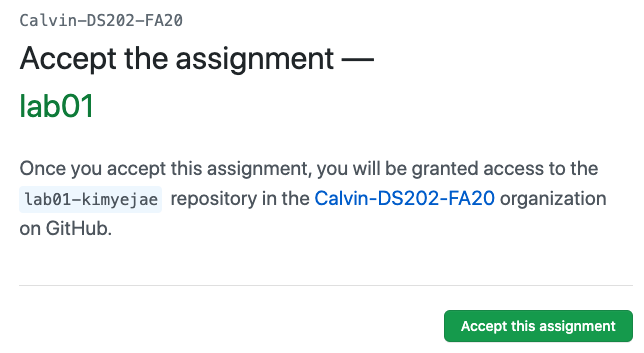 Calvin-DS202-FA20
Accept the assignment —
lab01
Once you accept this assignment, you will be granted access to the
lab01-kimyejae repository in the Calvin-DS202-FA20 organization
on GitHub.
Accept this assignment